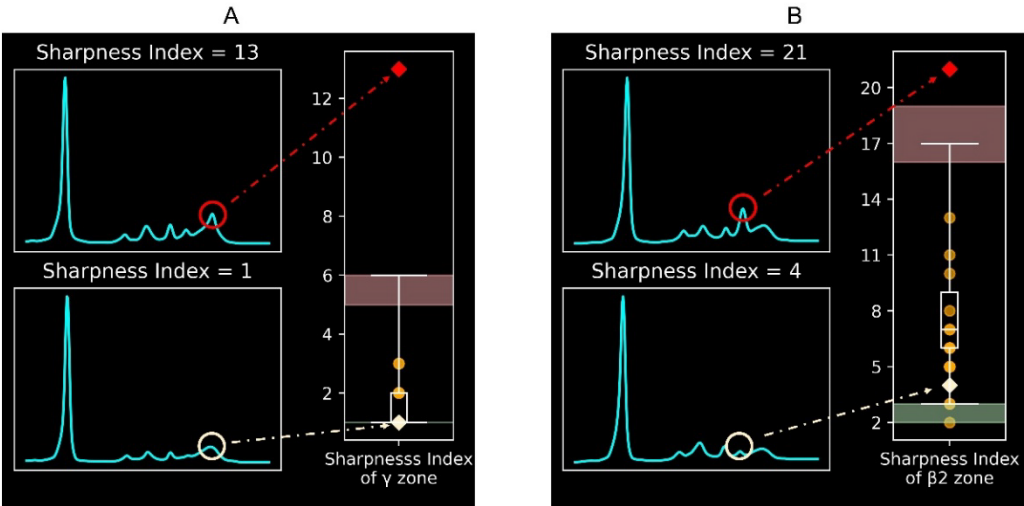 A
Sharpness Index = 13
12
10
8
6
4
2
Sharpness Index = 1
Sharpnesss Index
of γ zone
B
Sharpness Index = 21
20
17
14
11
8
5
2
Sharpness Index = 4
Sharpness Index
of β2 zone